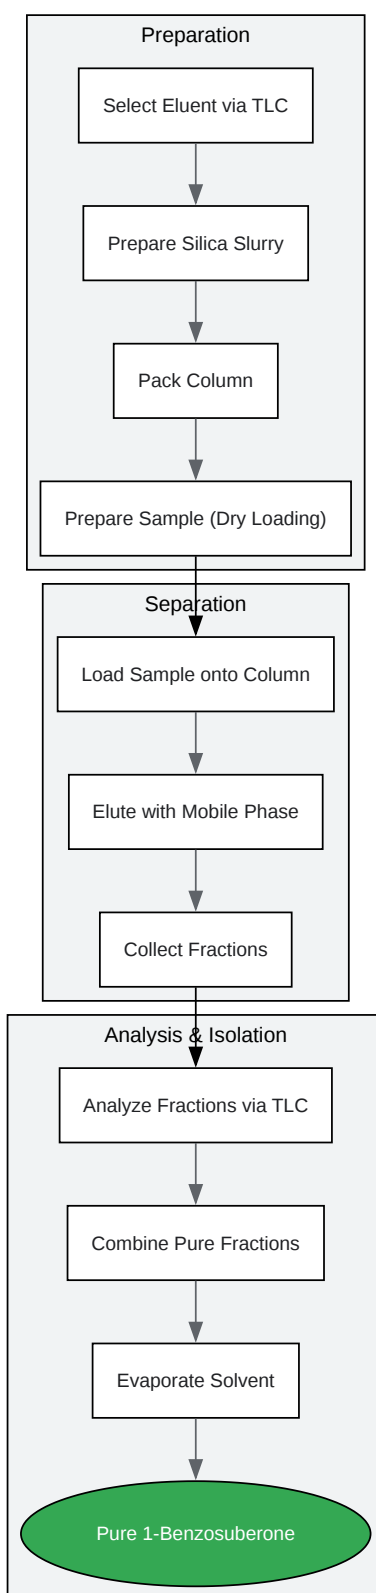 Preparation
Select Eluent via TLC
Prepare Silica Slurry
Pack Column
Prepare Sample (Dry Loading)
Separation
Load Sample onto Column
Elute with Mobile Phase
Collect Fractions
Analysis & Isolation
Analyze Fractions via TLC
Combine Pure Fractions
Evaporate Solvent
Pure 1-Benzosuberone